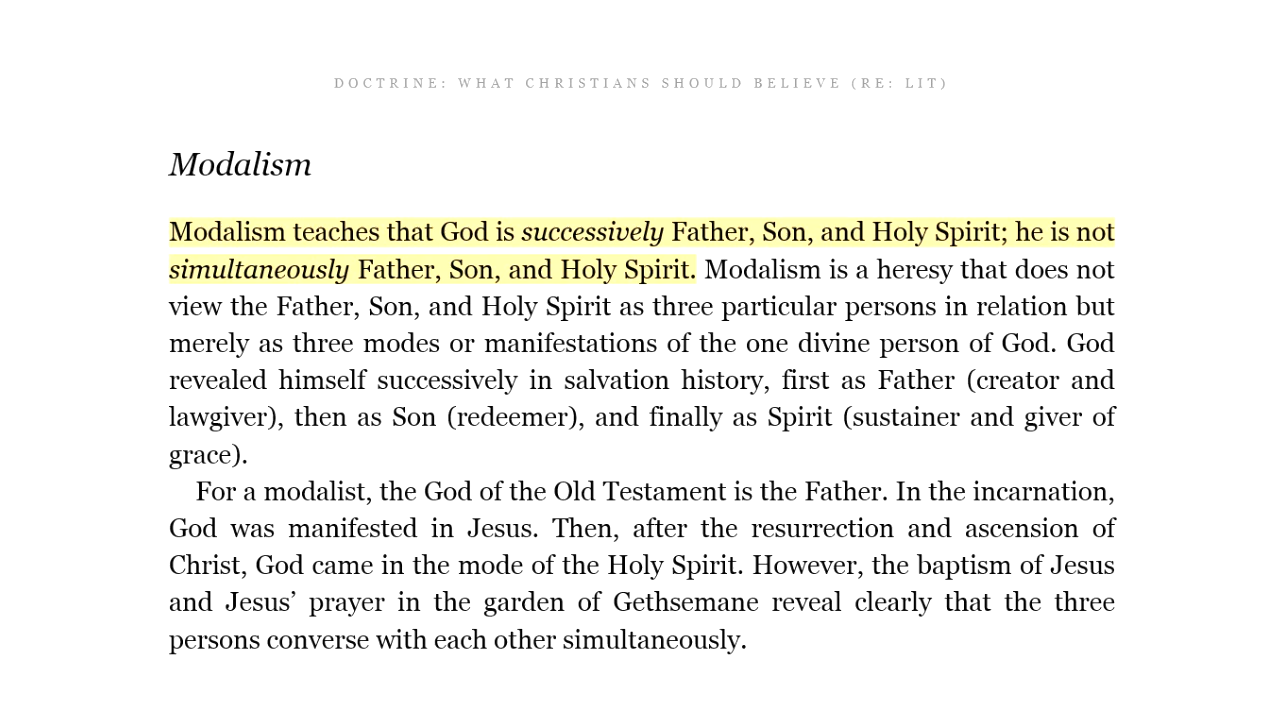 DOCTRINE: WHAT CHRISTIANS SHOULD BELIEVE (RE: LIT)
Modalism
Modalism teaches that God is successively Father, Son, and Holy Spirit; he is not
simultaneously Father, Son, and Holy Spirit. Modalism is a heresy that does not
view the Father, Son, and Holy Spirit as three particular persons in relation but
merely as three modes or manifestations of the one divine person of God. God
revealed himself successively in salvation history, first as Father (creator and
lawgiver), then as Son (redeemer), and finally as Spirit (sustainer and giver of
grace).
For a modalist, the God of the Old Testament is the Father. In the incarnation,
God was manifested in Jesus. Then, after the resurrection and ascension of
Christ, God came in the mode of the Holy Spirit. However, the baptism of Jesus
and Jesus’ prayer in the garden of Gethsemane reveal clearly that the three
persons converse with each other simultaneously.